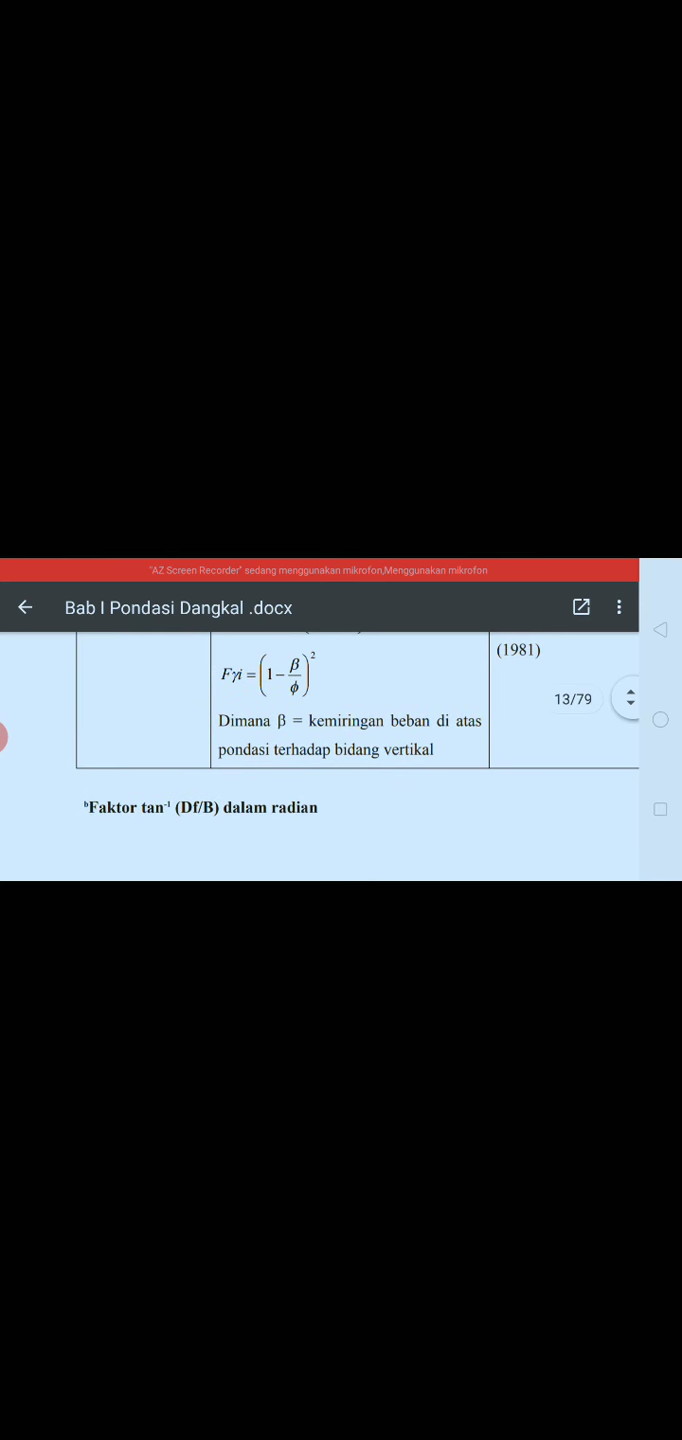 "AZ Screen Recorder" sedang menggunakan mikrofon,Menggunakan mikrofon
Bab I Pondasi Dangkal .docx
(1981)
Fγi = (1 − β/ϕ)²
13/79
Dimana β = kemiringan beban di atas
pondasi terhadap bidang vertikal
ᵇFaktor tan⁻¹ (Df/B) dalam radian